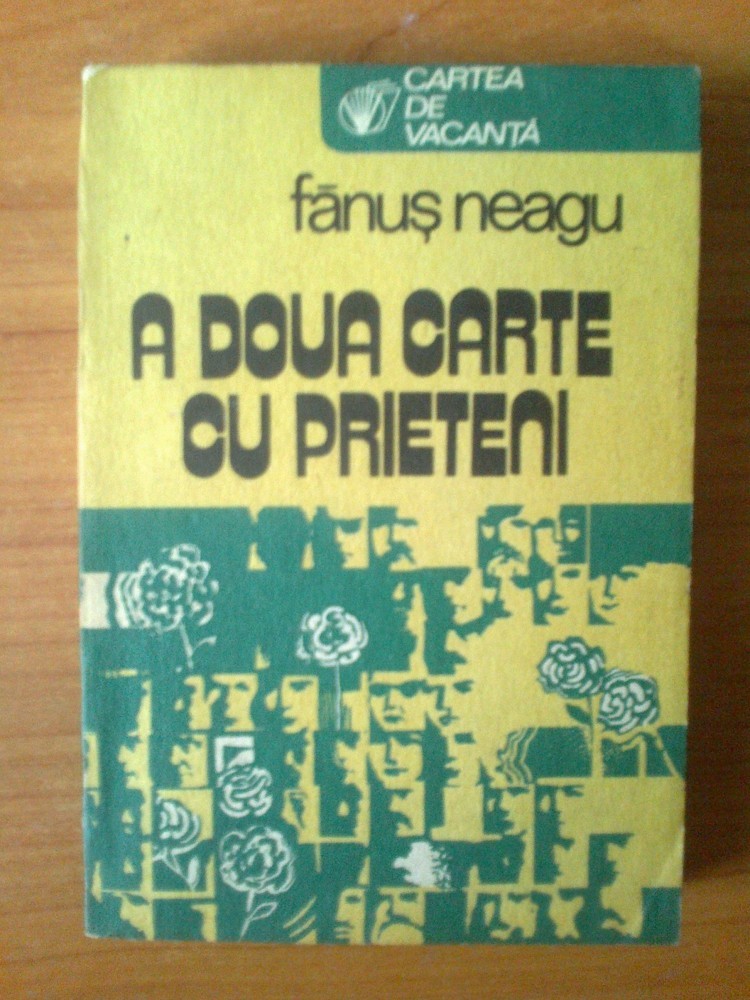 CARTEA
DE
VACANȚĂ
fănuș neagu
A DOUA CARTE
CU PRIETENI